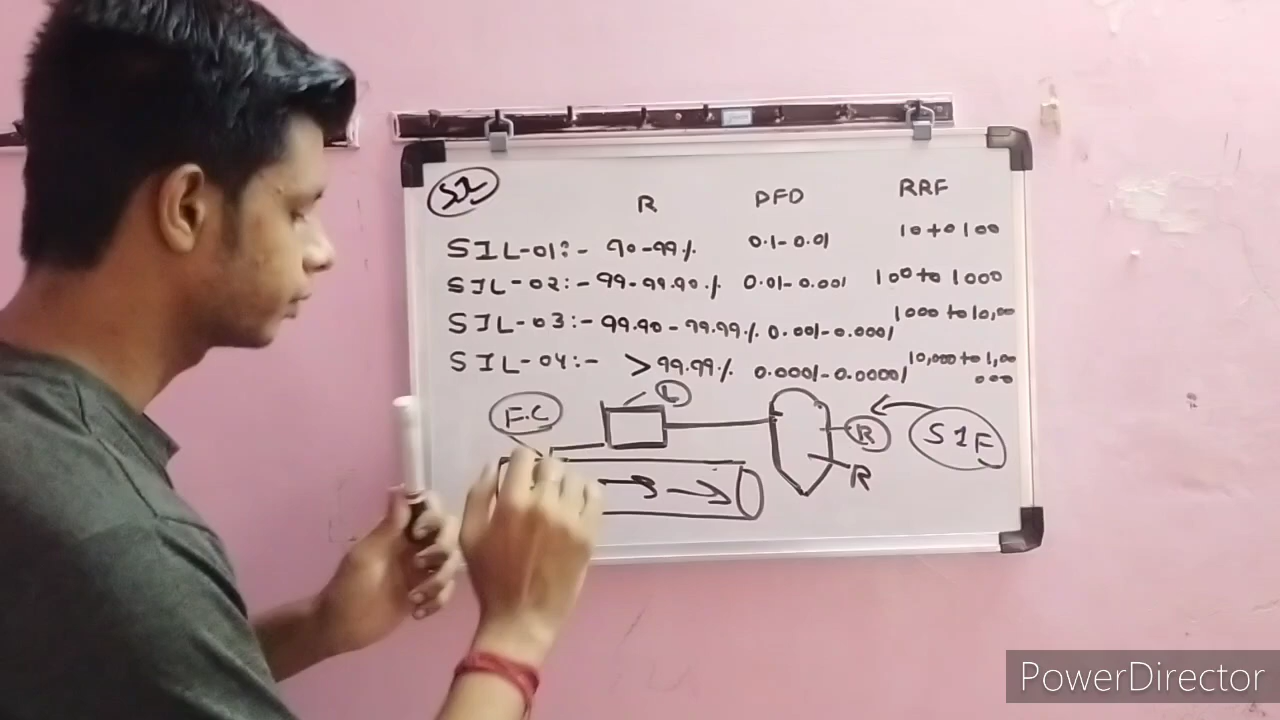 SIL
R PFD RRF
SIL-01:- 90-99% 0.1-0.01 10 to 100
SIL-02:- 99-99.90% 0.01-0.001 100 to 1000
SIL-03:- 99.90-99.99% 0.001-0.0001 1000 to 10,00
SIL-04:- >99.99% 0.0001-0.00001 10,000 to 1,00
000
F.C L R SIF
R
PowerDirector